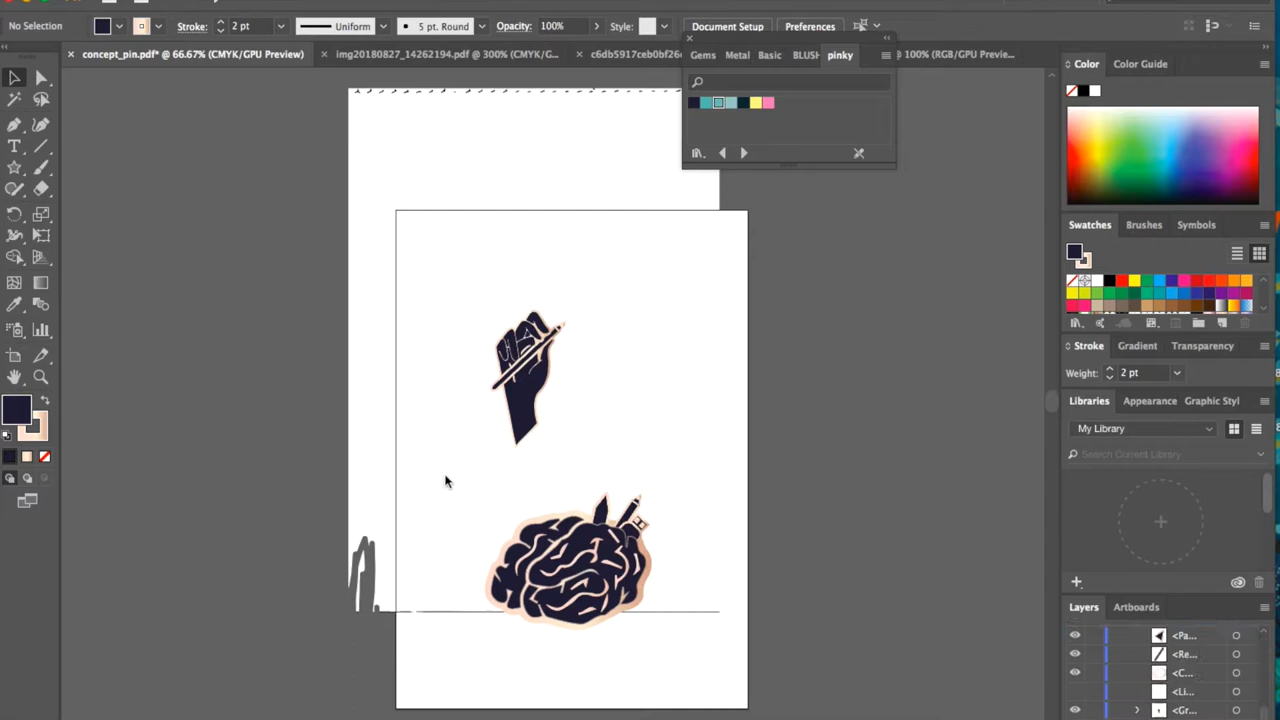 No Selection
Stroke: 2 pt
Uniform
5 pt. Round
Opacity: 100%
Style:
Document Setup
Preferences
concept_pin.pdf* @ 66.67% (CMYK/GPU Preview)
img20180827_14262194.pdf @ 300% (CMYK/G...
c6db5917ceb0bf26
@ 100% (RGB/GPU Previe...
Gems Metal Basic BLUSH pinky
Color Color Guide
Swatches Brushes Symbols
Stroke Gradient Transparency
Weight: 2 pt
Libraries Appearance Graphic Styl
My Library
Search Current Library
Layers Artboards
<Pa...
<Re...
<C...
<Li...
<Gr...